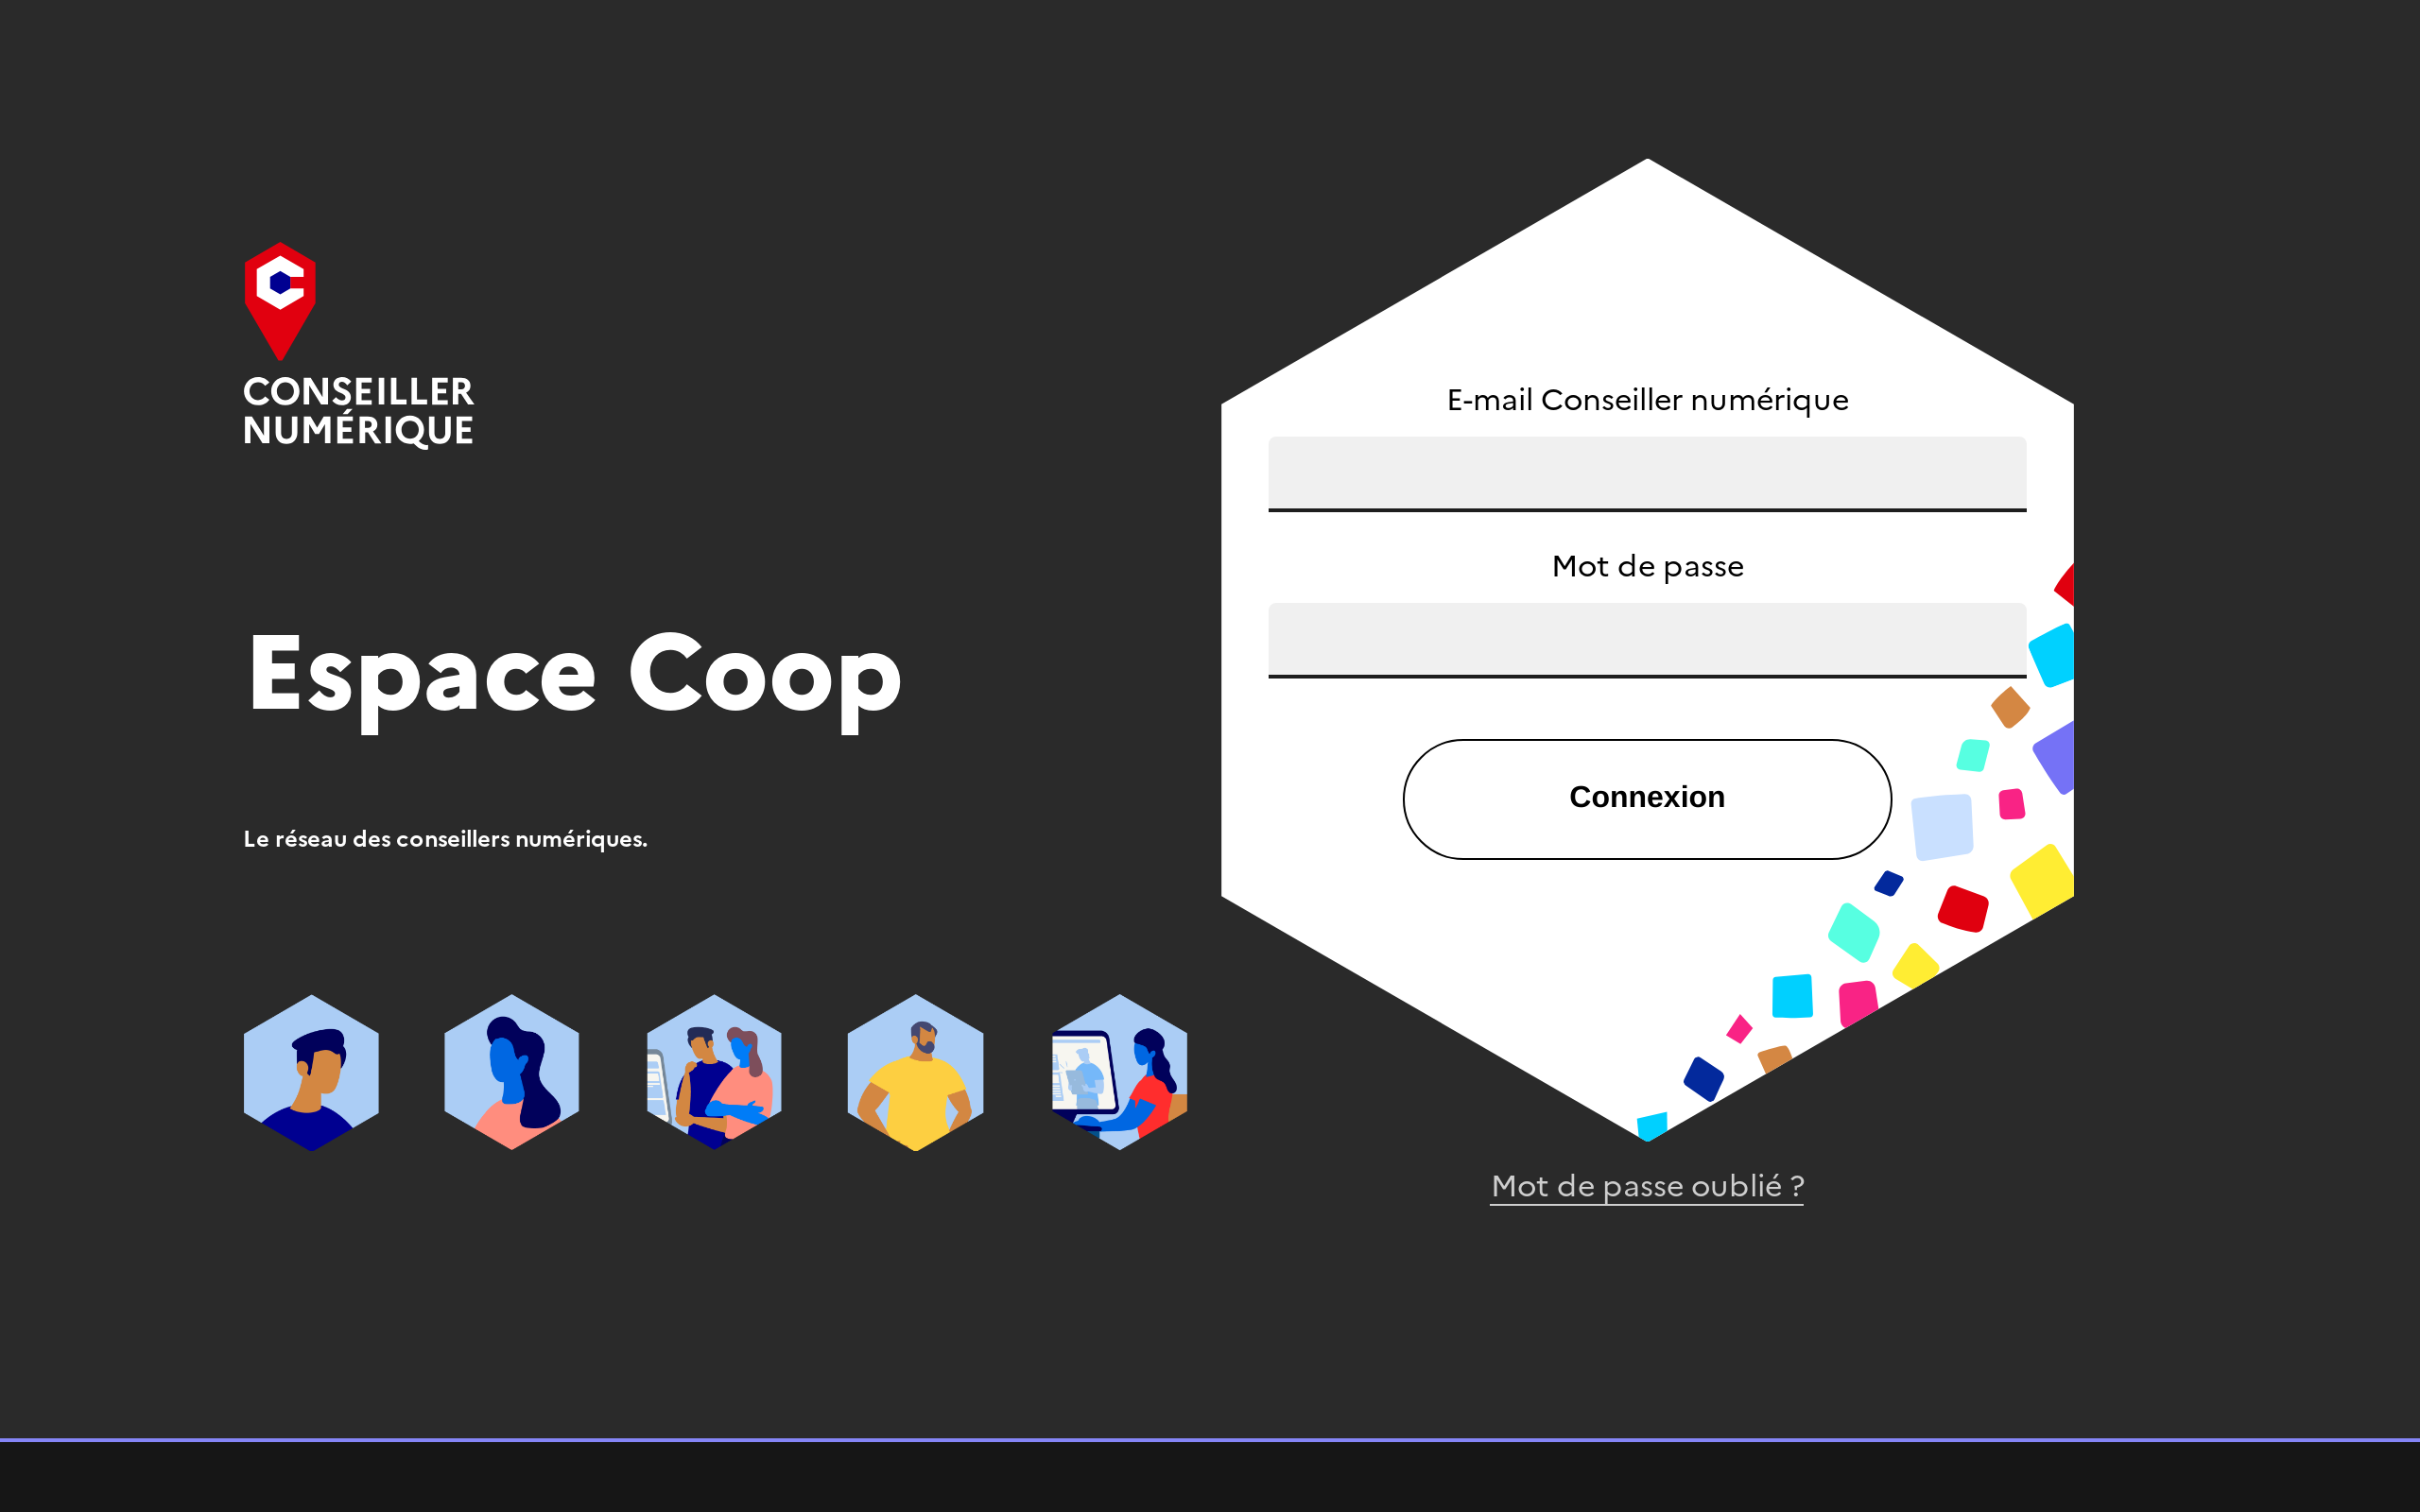 CONSEILLER
NUMÉRIQUE
Espace Coop
Le réseau des conseillers numériques.
E-mail Conseiller numérique
Mot de passe
Connexion
Mot de passe oublié ?